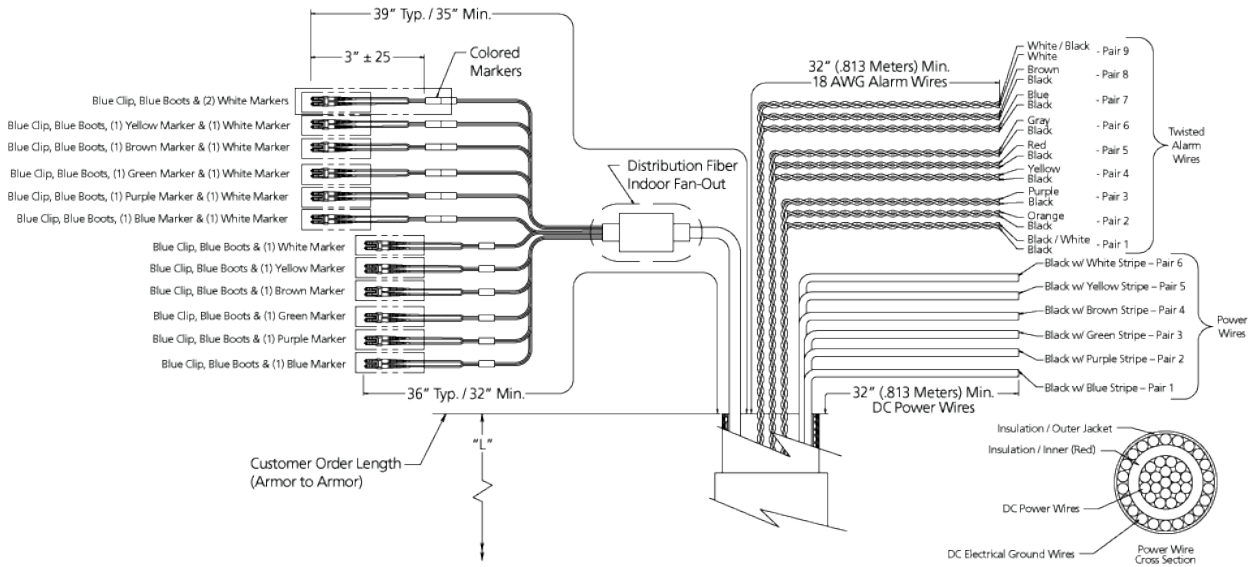 39" Typ. / 35" Min.
3" ± 25
Colored
Markers
Blue Clip, Blue Boots & (2) White Markers
Blue Clip, Blue Boots, (1) Yellow Marker & (1) White Marker
Blue Clip, Blue Boots, (1) Brown Marker & (1) White Marker
Blue Clip, Blue Boots, (1) Green Marker & (1) White Marker
Blue Clip, Blue Boots, (1) Purple Marker & (1) White Marker
Blue Clip, Blue Boots, (1) Blue Marker & (1) White Marker
Blue Clip, Blue Boots & (1) White Marker
Blue Clip, Blue Boots & (1) Yellow Marker
Blue Clip, Blue Boots & (1) Brown Marker
Blue Clip, Blue Boots & (1) Green Marker
Blue Clip, Blue Boots & (1) Purple Marker
Blue Clip, Blue Boots & (1) Blue Marker
36" Typ. / 32" Min.
Distribution Fiber
Indoor Fan-Out
32" (.813 Meters) Min.
18 AWG Alarm Wires
White / Black
White - Pair 9
Brown
Black - Pair 8
Blue
Black - Pair 7
Gray
Black - Pair 6
Red
Black - Pair 5
Yellow
Black - Pair 4
Purple
Black - Pair 3
Orange
Black - Pair 2
Black / White
Black - Pair 1
Twisted
Alarm
Wires
Black w/ White Stripe – Pair 6
Black w/ Yellow Stripe – Pair 5
Black w/ Brown Stripe – Pair 4
Black w/ Green Stripe – Pair 3
Black w/ Purple Stripe – Pair 2
Black w/ Blue Stripe – Pair 1
Power
Wires
32" (.813 Meters) Min.
DC Power Wires
"L"
Customer Order Length
(Armor to Armor)
Insulation / Outer Jacket
Insulation / Inner (Red)
DC Power Wires
DC Electrical Ground Wires
Power Wire
Cross Section